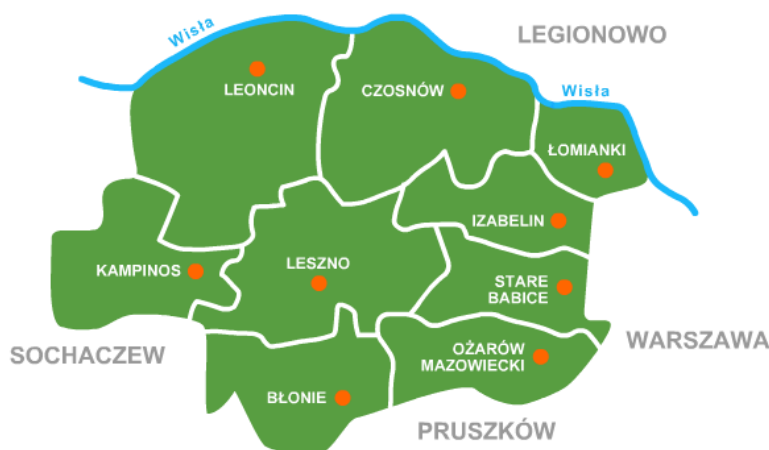 Wisła
LEGIONOWO
LEONCIN
CZOSNÓW
Wisła
ŁOMIANKI
IZABELIN
KAMPINOS
LESZNO
STARE
BABICE
WARSZAWA
SOCHACZEW
OŻARÓW
MAZOWIECKI
BŁONIE
PRUSZKÓW